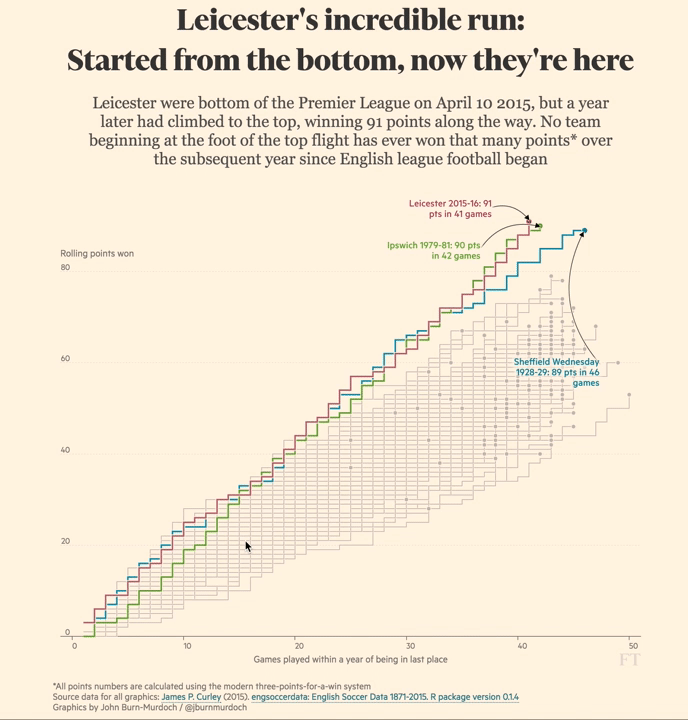 Leicester's incredible run:
Started from the bottom, now they're here
Leicester were bottom of the Premier League on April 10 2015, but a year
later had climbed to the top, winning 91 points along the way. No team
beginning at the foot of the top flight has ever won that many points* over
the subsequent year since English league football began
Leicester 2015-16: 91
pts in 41 games
Ipswich 1979-81: 90 pts
in 42 games
Rolling points won
80
Sheffield Wednesday
1928-29: 89 pts in 46
games
60
40
20
0
0
10
20
30
40
50
Games played within a year of being in last place
FT
*All points numbers are calculated using the modern three-points-for-a-win system
Source data for all graphics: James P. Curley (2015). engsoccerdata: English Soccer Data 1871-2015. R package version 0.1.4
Graphics by John Burn-Murdoch / @jburnmurdoch